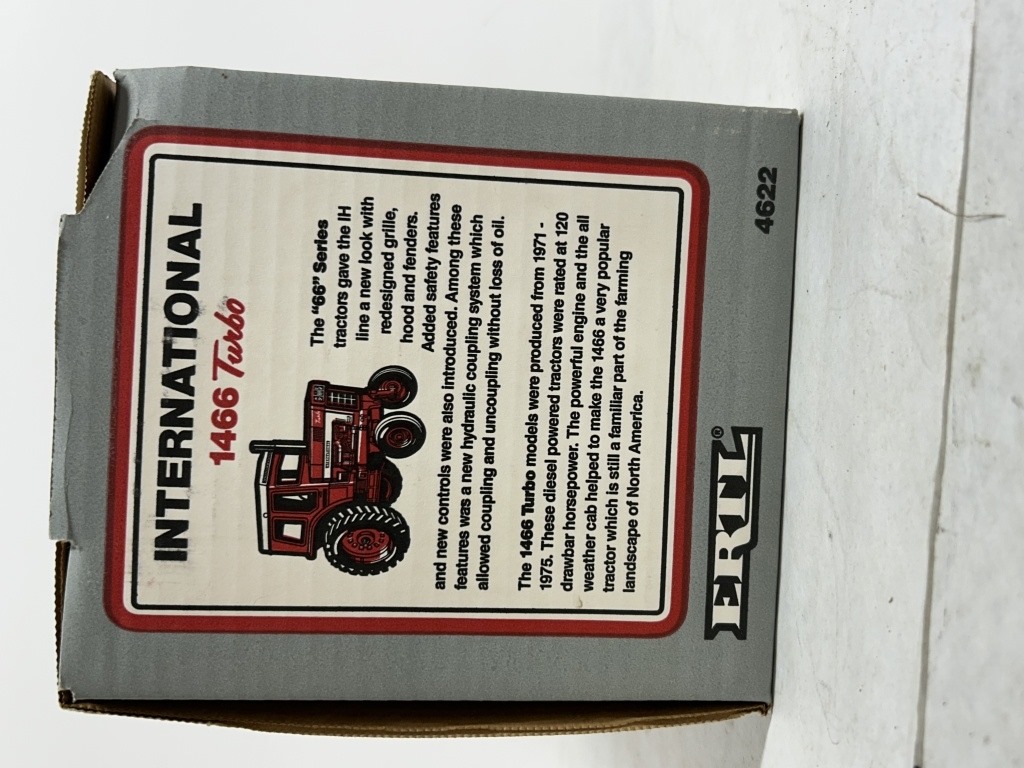 INTERNATIONAL
1466 Turbo
The "66" Series
tractors gave the IH
line a new look with
redesigned grille,
hood and fenders.
Added safety features
and new controls were also introduced. Among these
features was a new hydraulic coupling system which
allowed coupling and uncoupling without loss of oil.
The 1466 Turbo models were produced from 1971 -
1975. These diesel powered tractors were rated at 120
drawbar horsepower. The powerful engine and the all
weather cab helped to make the 1466 a very popular
tractor which is still a familiar part of the farming
landscape of North America.
ERTL®
4622